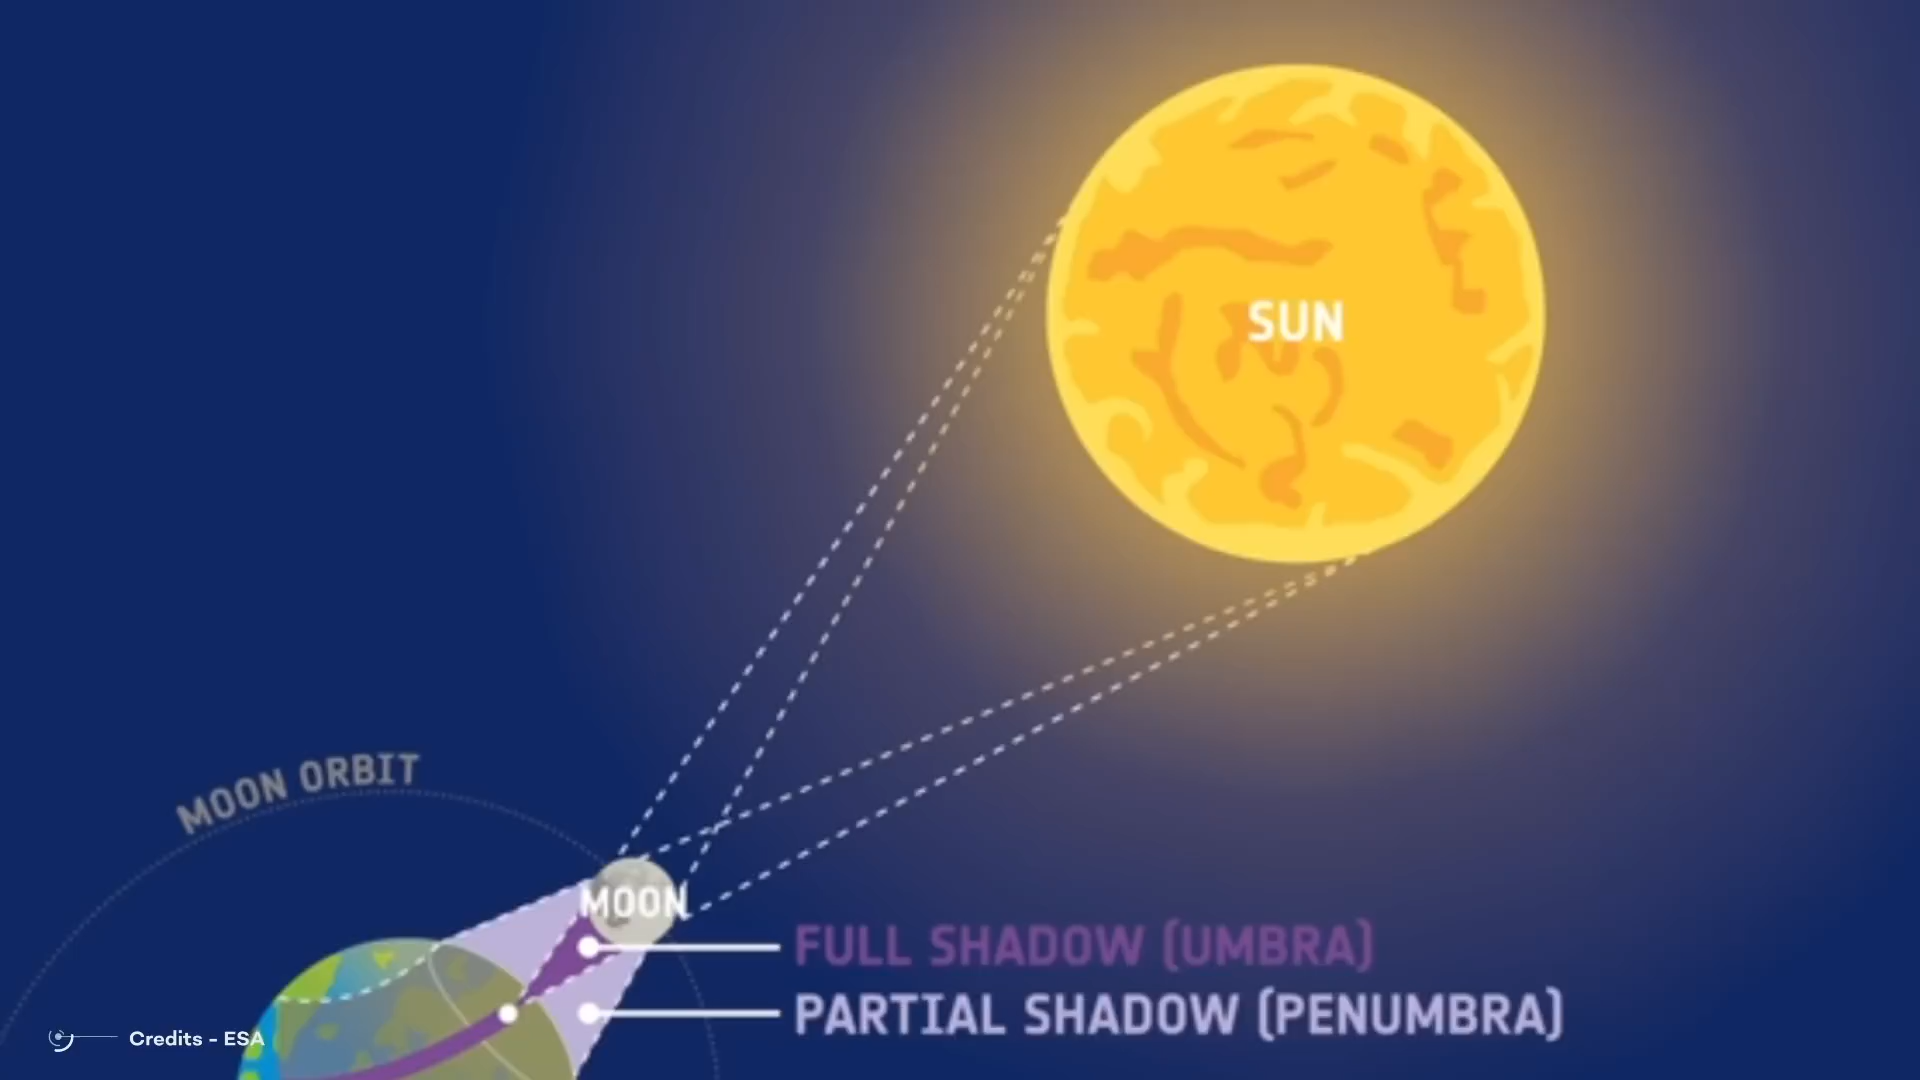 SUN
MOON ORBIT
MOON
FULL SHADOW (UMBRA)
PARTIAL SHADOW (PENUMBRA)
Credits - ESA